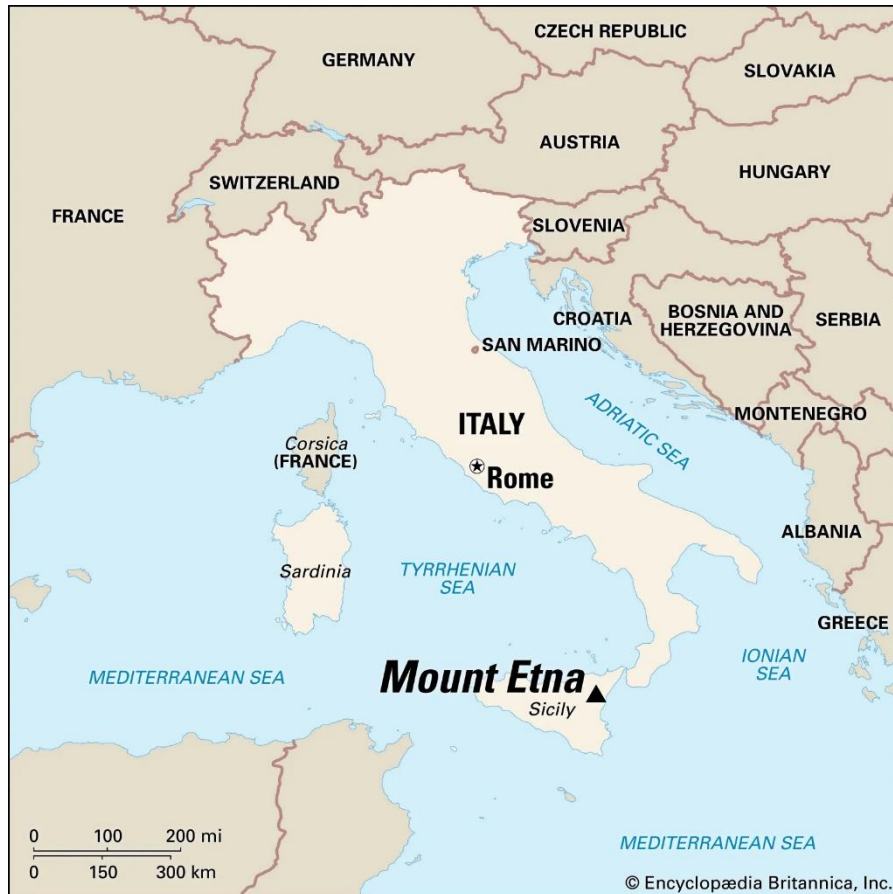 CZECH REPUBLIC
GERMANY
SLOVAKIA
AUSTRIA
HUNGARY
SWITZERLAND
FRANCE
SLOVENIA
CROATIA
BOSNIA AND
HERZEGOVINA
SERBIA
SAN MARINO
ADRIATIC SEA
MONTENEGRO
ITALY
Corsica
(FRANCE)
Rome
ALBANIA
Sardinia
TYRRHENIAN
SEA
GREECE
IONIAN
SEA
MEDITERRANEAN SEA
Mount Etna
Sicily
0 100 200 mi
0 150 300 km
MEDITERRANEAN SEA
© Encyclopædia Britannica, Inc.